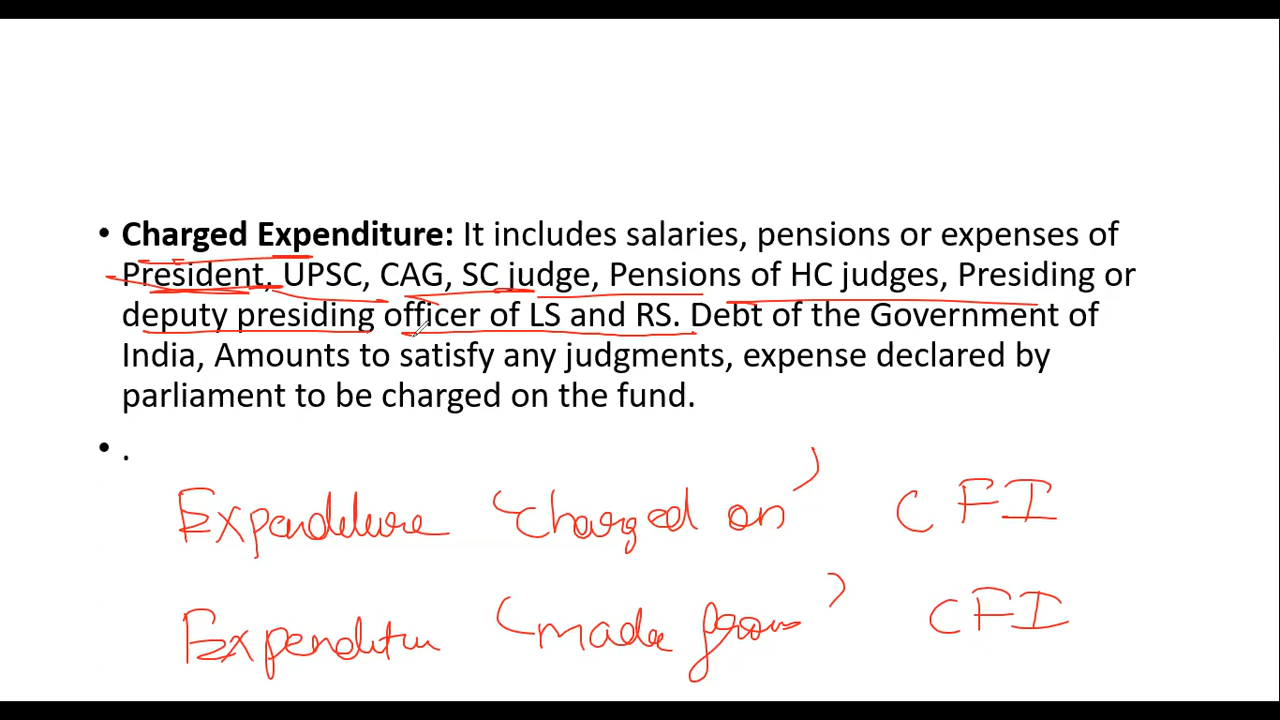 • Charged Expenditure: It includes salaries, pensions or expenses of
President, UPSC, CAG, SC judge, Pensions of HC judges, Presiding or
deputy presiding officer of LS and RS. Debt of the Government of
India, Amounts to satisfy any judgments, expense declared by
parliament to be charged on the fund.
• .
Expenditure 'charged on' CFI
Expenditure 'made from' CFI